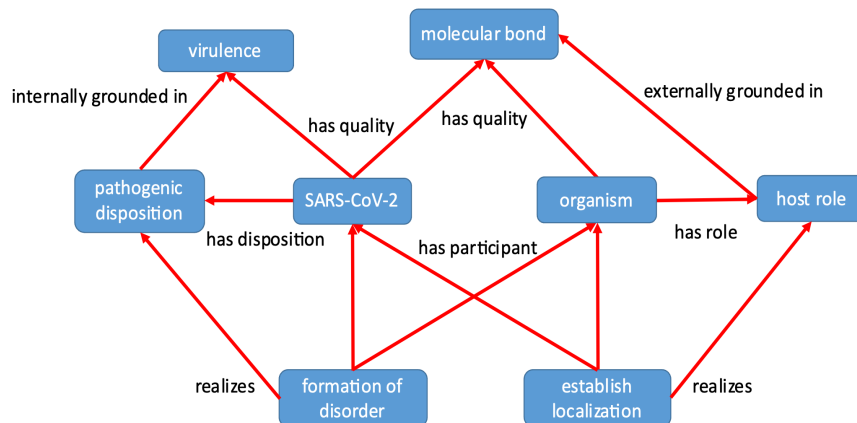 molecular bond
virulence
internally grounded in
externally grounded in
has quality
has quality
pathogenic
disposition
SARS-CoV-2
organism
host role
has disposition
has participant
has role
realizes
formation of
disorder
establish
localization
realizes